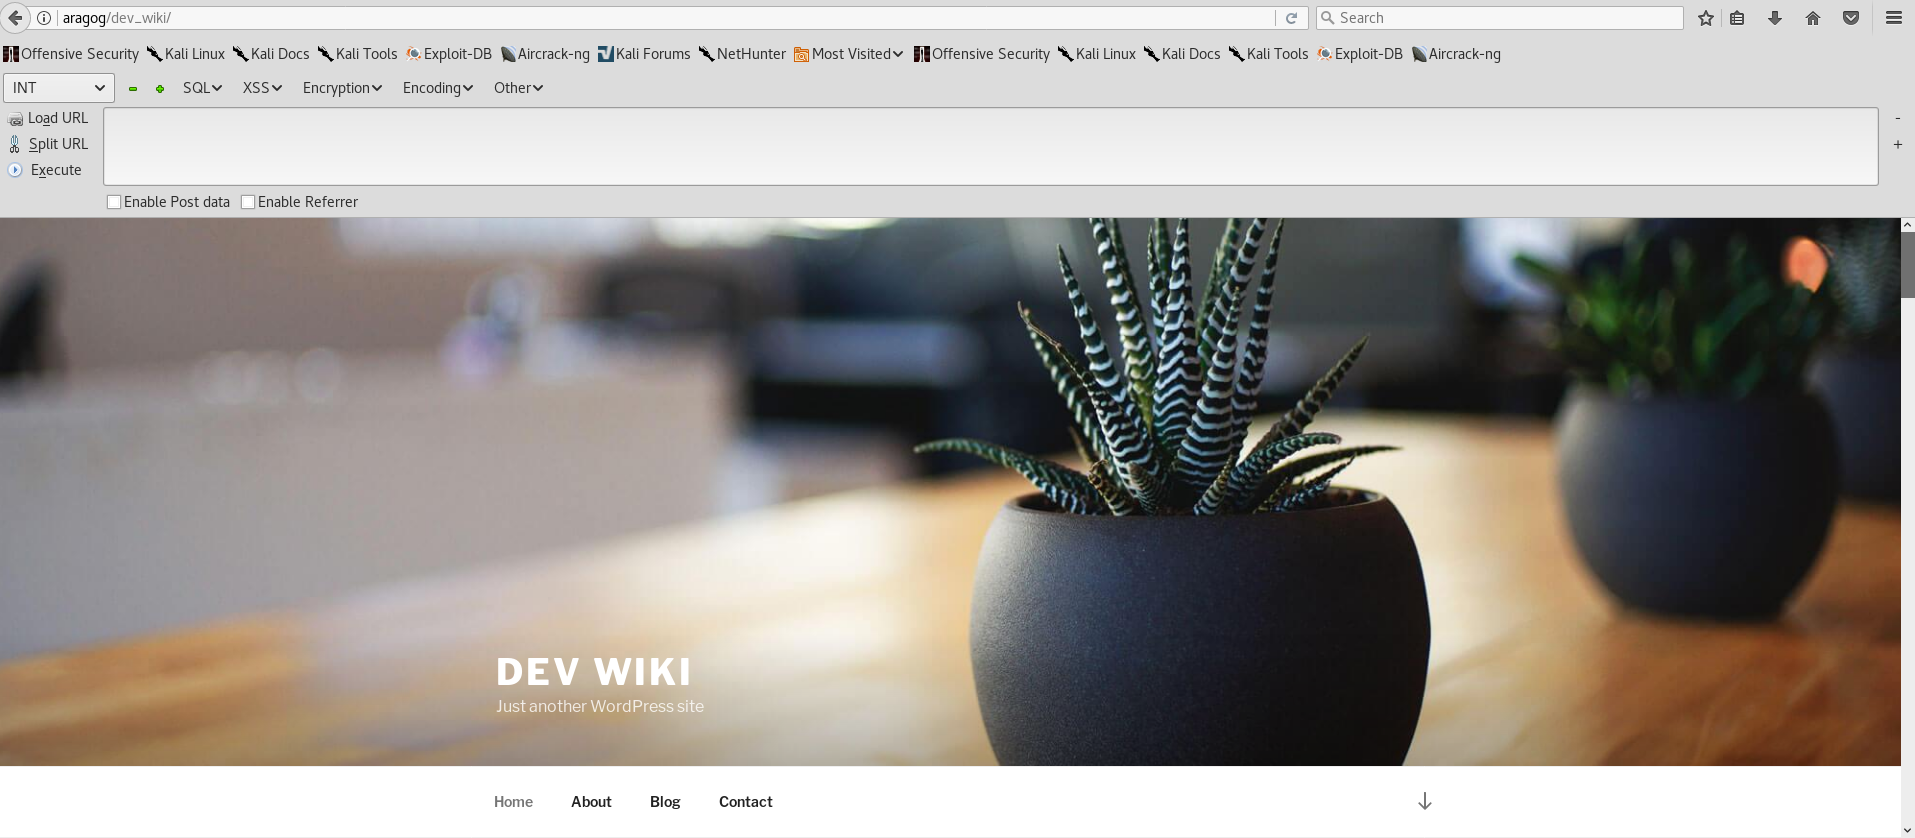 aragog/dev_wiki/
Search
Offensive Security Kali Linux Kali Docs Kali Tools Exploit-DB Aircrack-ng Kali Forums NetHunter Most Visited Offensive Security Kali Linux Kali Docs Kali Tools Exploit-DB Aircrack-ng
INT SQL XSS Encryption Encoding Other
Load URL
Split URL
Execute
-
+
Enable Post data Enable Referrer
DEV WIKI
Just another WordPress site
Home About Blog Contact